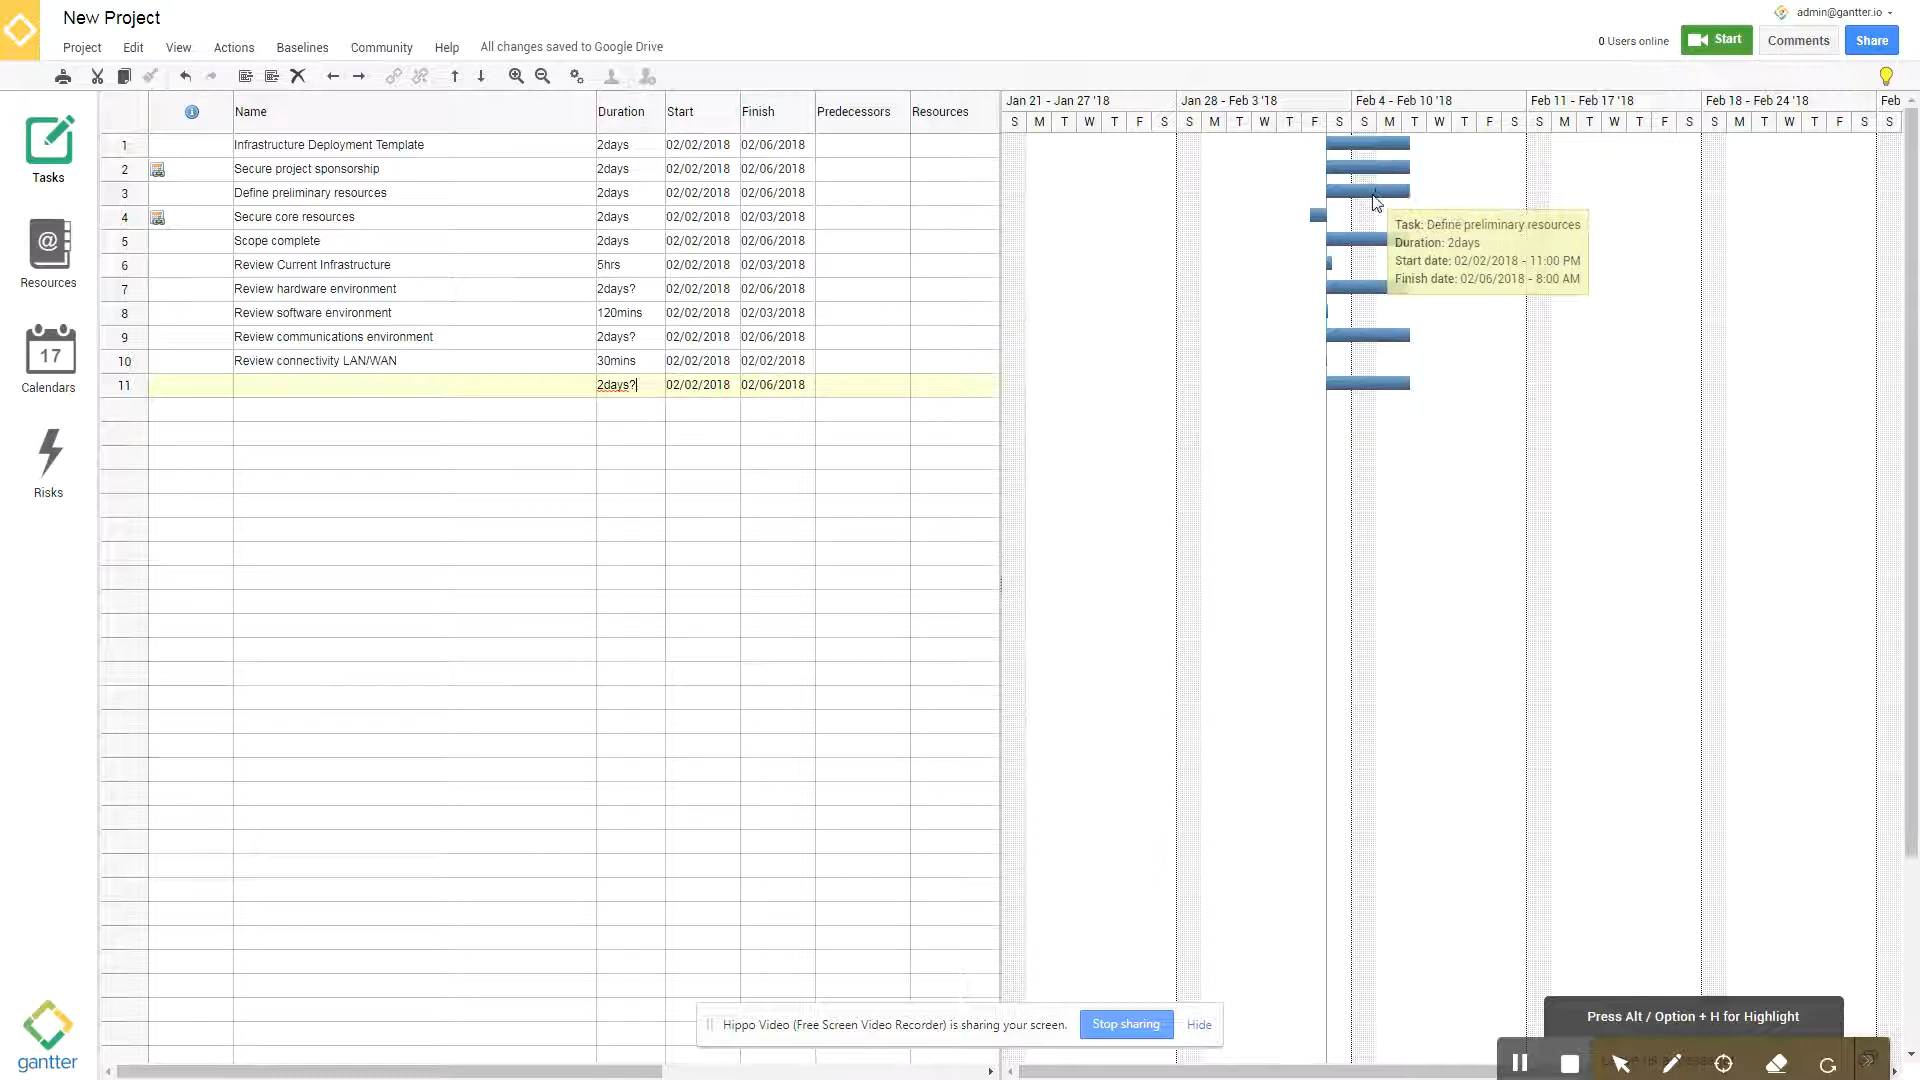 New Project
admin@gantter.io
Project Edit View Actions Baselines Community Help All changes saved to Google Drive
0 Users online Start Comments Share
Name Duration Start Finish Predecessors Resources
Jan 21 - Jan 27 '18 Jan 28 - Feb 3 '18 Feb 4 - Feb 10 '18 Feb 11 - Feb 17 '18 Feb 18 - Feb 24 '18 Feb
S M T W T F S S M T W T F S S M T W T F S S M T W T F S S M T W T F S S
1 Infrastructure Deployment Template 2days 02/02/2018 02/06/2018
2 Secure project sponsorship 2days 02/02/2018 02/06/2018
3 Define preliminary resources 2days 02/02/2018 02/06/2018
4 Secure core resources 2days 02/02/2018 02/03/2018
5 Scope complete 2days 02/02/2018 02/06/2018
6 Review Current Infrastructure 5hrs 02/02/2018 02/03/2018
7 Review hardware environment 2days? 02/02/2018 02/06/2018
8 Review software environment 120mins 02/02/2018 02/03/2018
9 Review communications environment 2days? 02/02/2018 02/06/2018
10 Review connectivity LAN/WAN 30mins 02/02/2018 02/02/2018
11 2days? 02/02/2018 02/06/2018
Task: Define preliminary resources
Duration: 2days
Start date: 02/02/2018 - 11:00 PM
Finish date: 02/06/2018 - 8:00 AM
Tasks
@
Resources
17
Calendars
Risks
gantter
Hippo Video (Free Screen Video Recorder) is sharing your screen. Stop sharing Hide
Press Alt / Option + H for Highlight